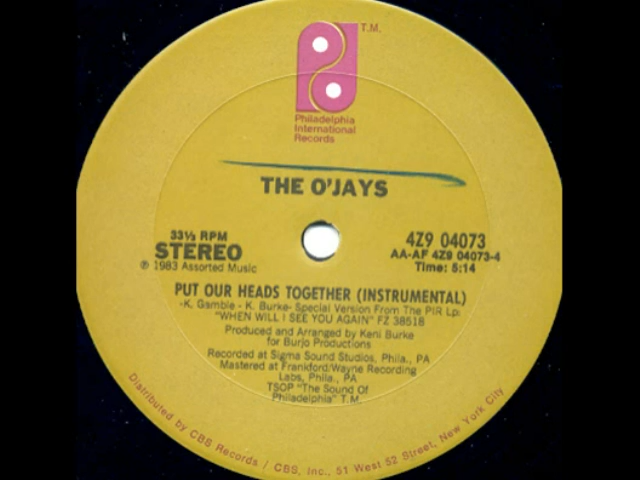 T.M.
Philadelphia
International
Records
THE O'JAYS
33⅓ RPM
STEREO
℗ 1983 Assorted Music
4Z9 04073
AA-AF 4Z9 04073-4
Time: 5:14
PUT OUR HEADS TOGETHER (INSTRUMENTAL)
-K. Gamble - K. Burke- Special Version From The PIR Lp:
"WHEN WILL I SEE YOU AGAIN" FZ 38518
Produced and Arranged by Keni Burke
for Burjo Productions
Recorded at Sigma Sound Studios, Phila., PA
Mastered at Frankford/Wayne Recording
Labs, Phila., PA
TSOP "The Sound Of
Philadelphia" T.M.
Distributed by CBS Records / CBS, Inc., 51 West 52 Street, New York City